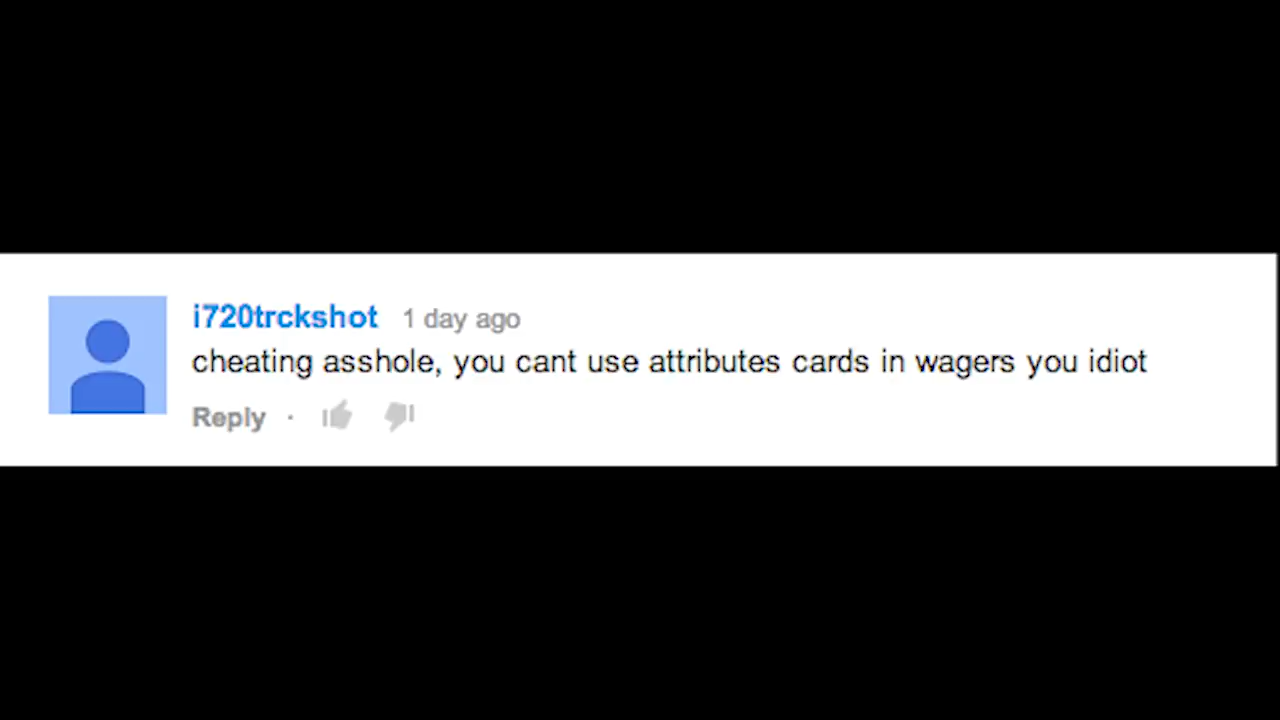 i720trckshot 1 day ago
cheating asshole, you cant use attributes cards in wagers you idiot
Reply ·